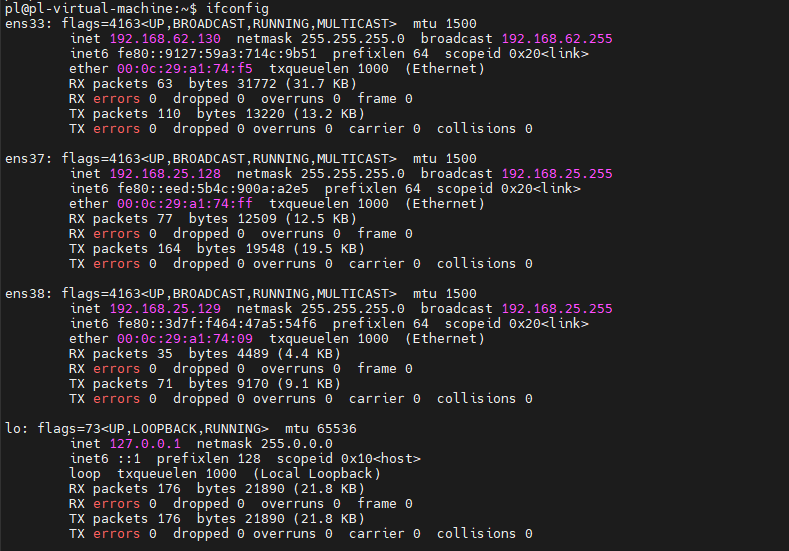 pl@pl-virtual-machine:~$ ifconfig
ens33: flags=4163<UP,BROADCAST,RUNNING,MULTICAST>  mtu 1500
        inet 192.168.62.130  netmask 255.255.255.0  broadcast 192.168.62.255
        inet6 fe80::9127:59a3:714c:9b51  prefixlen 64  scopeid 0x20<link>
        ether 00:0c:29:a1:74:f5  txqueuelen 1000  (Ethernet)
        RX packets 63  bytes 31772 (31.7 KB)
        RX errors 0  dropped 0  overruns 0  frame 0
        TX packets 110  bytes 13220 (13.2 KB)
        TX errors 0  dropped 0 overruns 0  carrier 0  collisions 0

ens37: flags=4163<UP,BROADCAST,RUNNING,MULTICAST>  mtu 1500
        inet 192.168.25.128  netmask 255.255.255.0  broadcast 192.168.25.255
        inet6 fe80::eed:5b4c:900a:a2e5  prefixlen 64  scopeid 0x20<link>
        ether 00:0c:29:a1:74:ff  txqueuelen 1000  (Ethernet)
        RX packets 77  bytes 12509 (12.5 KB)
        RX errors 0  dropped 0  overruns 0  frame 0
        TX packets 164  bytes 19548 (19.5 KB)
        TX errors 0  dropped 0 overruns 0  carrier 0  collisions 0

ens38: flags=4163<UP,BROADCAST,RUNNING,MULTICAST>  mtu 1500
        inet 192.168.25.129  netmask 255.255.255.0  broadcast 192.168.25.255
        inet6 fe80::3d7f:f464:47a5:54f6  prefixlen 64  scopeid 0x20<link>
        ether 00:0c:29:a1:74:09  txqueuelen 1000  (Ethernet)
        RX packets 35  bytes 4489 (4.4 KB)
        RX errors 0  dropped 0  overruns 0  frame 0
        TX packets 71  bytes 9170 (9.1 KB)
        TX errors 0  dropped 0 overruns 0  carrier 0  collisions 0

lo: flags=73<UP,LOOPBACK,RUNNING>  mtu 65536
        inet 127.0.0.1  netmask 255.0.0.0
        inet6 ::1  prefixlen 128  scopeid 0x10<host>
        loop  txqueuelen 1000  (Local Loopback)
        RX packets 176  bytes 21890 (21.8 KB)
        RX errors 0  dropped 0  overruns 0  frame 0
        TX packets 176  bytes 21890 (21.8 KB)
        TX errors 0  dropped 0 overruns 0  carrier 0  collisions 0